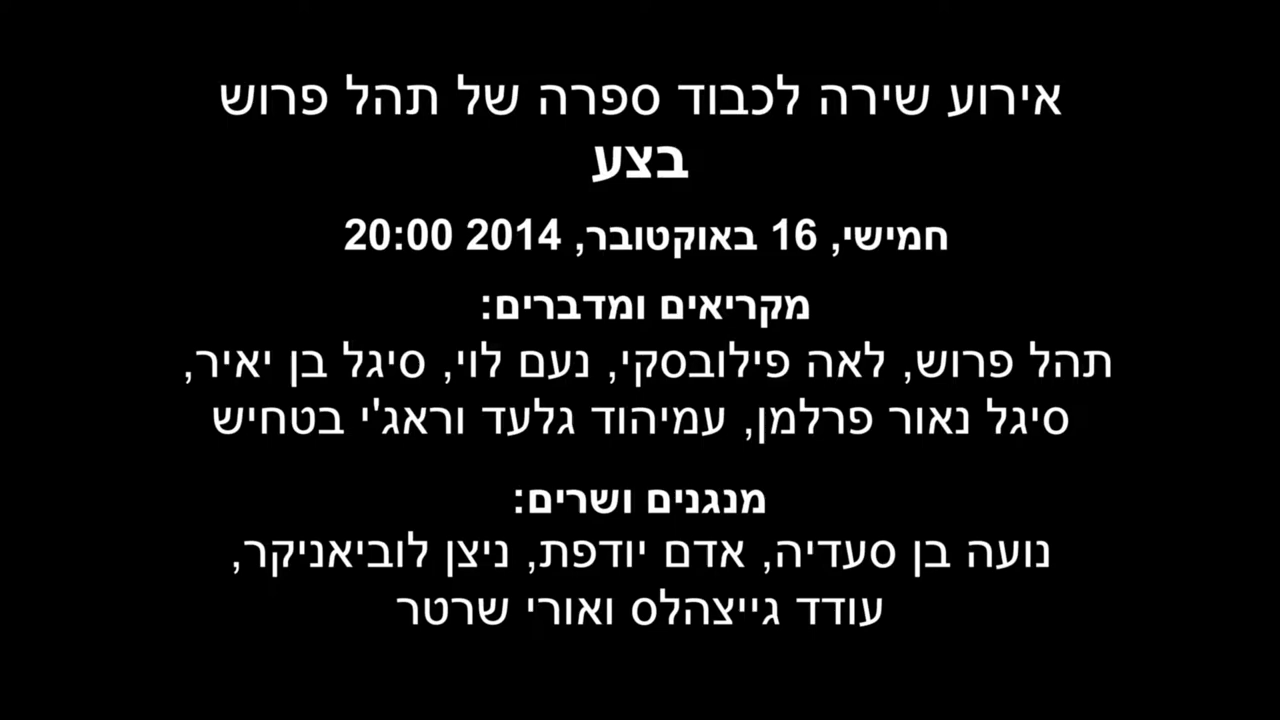 אירוע שירה לכבוד ספרה של תהל פרוש
בצע
חמישי, 16 באוקטובר, 2014 20:00
מקריאים ומדברים:
תהל פרוש, לאה פילובסקי, נעם לוי, סיגל בן יאיר,
סיגל נאור פרלמן, עמיהוד גלעד וראג'י בטחיש
מנגנים ושרים:
נועה בן סעדיה, אדם יודפת, ניצן לוביאניקר,
עודד גייצהלס ואורי שרטר